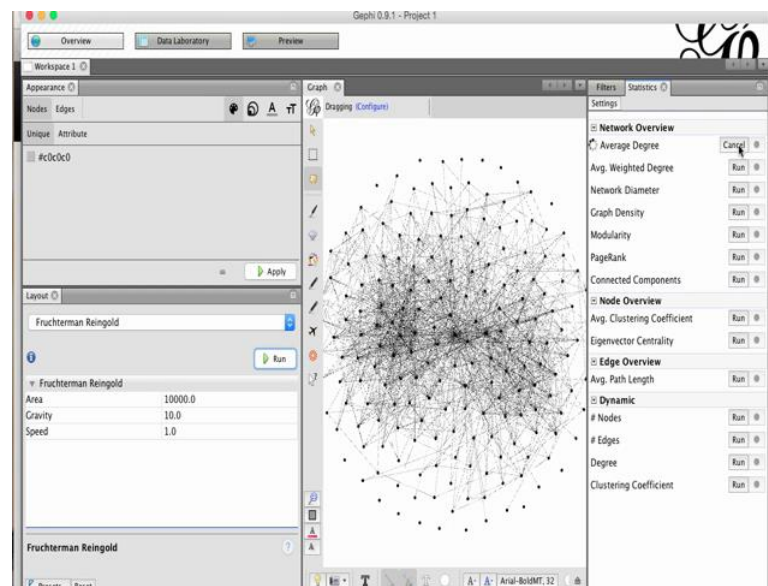 Gephi 0.9.1 - Project 1
Overview
Data Laboratory
Preview
Workspace 1
Appearance
Nodes Edges
Unique Attribute
#c0c0c0
Apply
Layout
Fruchterman Reingold
Run
Fruchterman Reingold
Area 10000.0
Gravity 10.0
Speed 1.0
Fruchterman Reingold
Presets... Reset
Graph
Dragging (Configure)
A- A- Arial-BoldMT, 32
Filters Statistics
Settings
Network Overview
Average Degree Cancel
Avg. Weighted Degree Run
Network Diameter Run
Graph Density Run
Modularity Run
PageRank Run
Connected Components Run
Node Overview
Avg. Clustering Coefficient Run
Eigenvector Centrality Run
Edge Overview
Avg. Path Length Run
Dynamic
# Nodes Run
# Edges Run
Degree Run
Clustering Coefficient Run